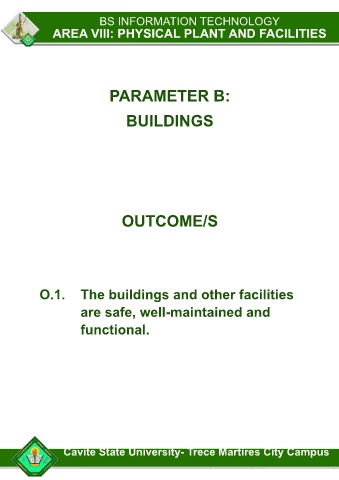 BS INFORMATION TECHNOLOGY
AREA VIII: PHYSICAL PLANT AND FACILITIES
PARAMETER B:
BUILDINGS
OUTCOME/S
O.1. The buildings and other facilities
are safe, well-maintained and
functional.
Cavite State University- Trece Martires City Campus